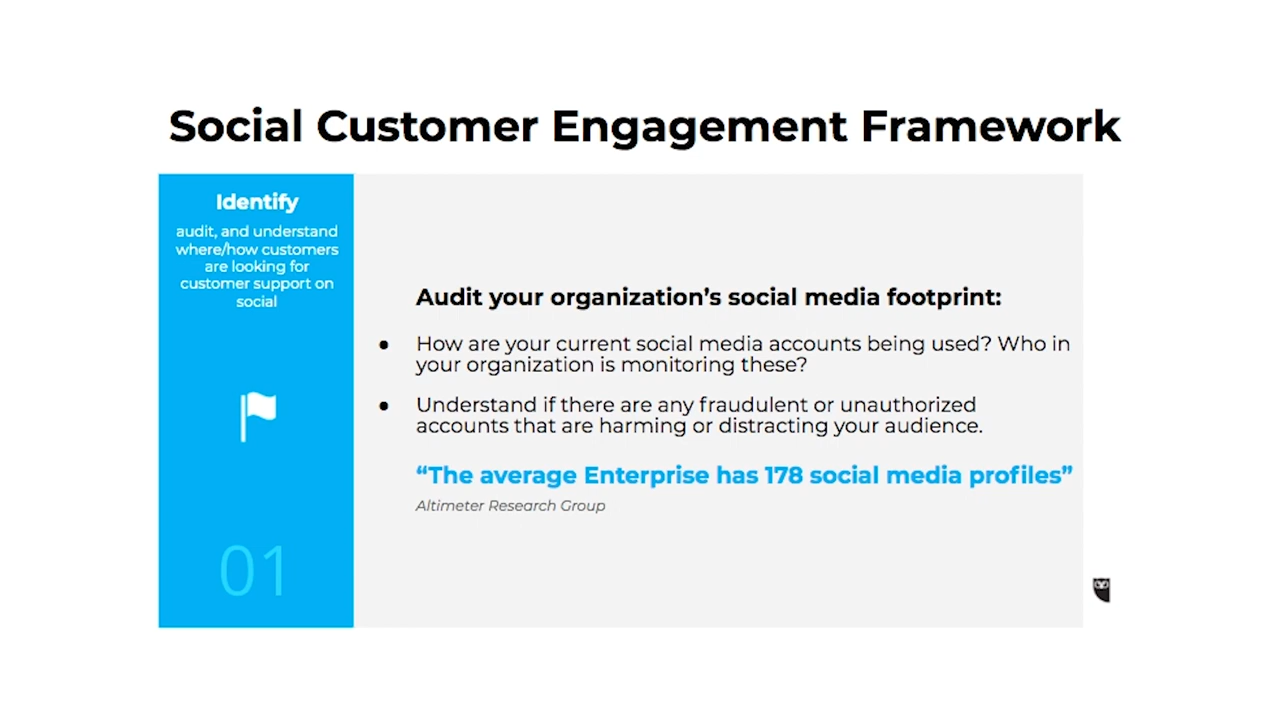 Social Customer Engagement Framework
Identify
audit, and understand
where/how customers
are looking for
customer support on
social
01
Audit your organization’s social media footprint:
● How are your current social media accounts being used? Who in
your organization is monitoring these?
● Understand if there are any fraudulent or unauthorized
accounts that are harming or distracting your audience.
“The average Enterprise has 178 social media profiles”
Altimeter Research Group